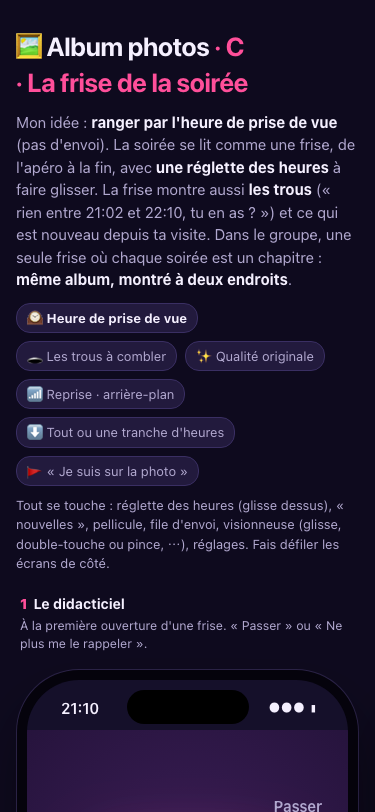 🖼️ Album photos · C
· La frise de la soirée
Mon idée : ranger par l'heure de prise de vue
(pas d'envoi). La soirée se lit comme une frise, de
l'apéro à la fin, avec une réglette des heures à
faire glisser. La frise montre aussi les trous («
rien entre 21:02 et 22:10, tu en as ? ») et ce qui
est nouveau depuis ta visite. Dans le groupe, une
seule frise où chaque soirée est un chapitre :
même album, montré à deux endroits.
🕰️ Heure de prise de vue
🕳️ Les trous à combler
✨ Qualité originale
📶 Reprise · arrière-plan
⬇️ Tout ou une tranche d'heures
🚩 « Je suis sur la photo »
Tout se touche : réglette des heures (glisse dessus), «
nouvelles », pellicule, file d'envoi, visionneuse (glisse,
double-touche ou pince, ⋯), réglages. Fais défiler les
écrans de côté.
1 Le didacticiel
À la première ouverture d'une frise. « Passer » ou « Ne
plus me le rappeler ».
21:10
Passer